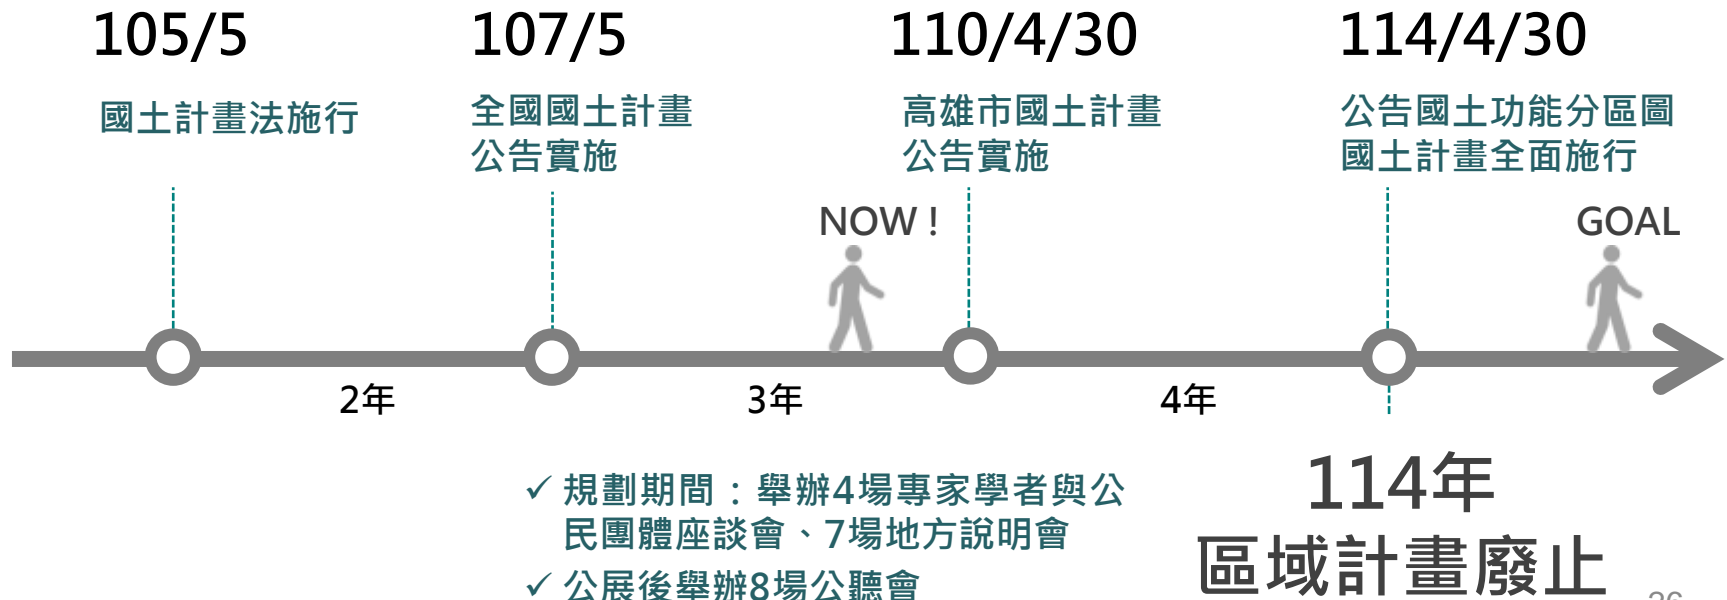 105/5
107/5
110/4/30
114/4/30
國土計畫法施行
全國國土計畫
公告實施
高雄市國土計畫
公告實施
公告國土功能分區圖
國土計畫全面施行
NOW !
GOAL
2年
3年
4年
✓ 規劃期間：舉辦4場專家學者與公
民團體座談會、7場地方說明會
✓ 公展後舉辦8場公聽會
114年
區域計畫廢止